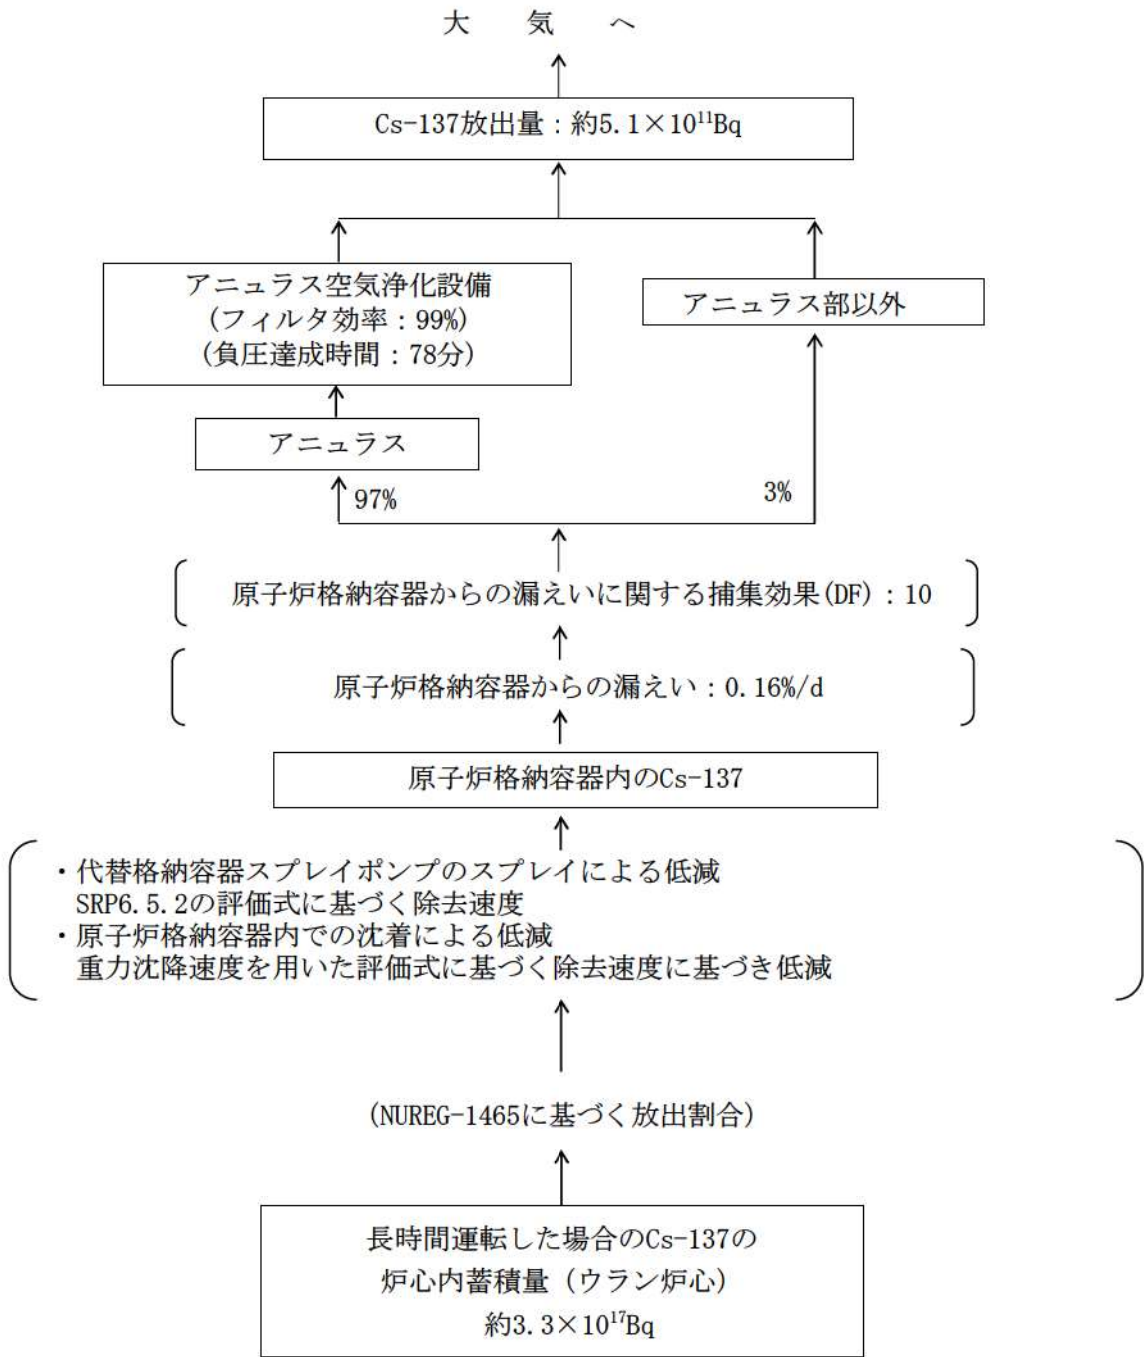 大気へ
Cs-137放出量：約5.1×10¹¹Bq
アニュラス空気浄化設備
(フィルタ効率：99%)
(負圧達成時間：78分)
アニュラス部以外
アニュラス
97%
3%
原子炉格納容器からの漏えいに関する捕集効果(DF)：10
原子炉格納容器からの漏えい：0.16%/d
原子炉格納容器内のCs-137
・代替格納容器スプレイポンプのスプレイによる低減
SRP6.5.2の評価式に基づく除去速度
・原子炉格納容器内での沈着による低減
重力沈降速度を用いた評価式に基づく除去速度に基づき低減
(NUREG-1465に基づく放出割合)
長時間運転した場合のCs-137の
炉心内蓄積量（ウラン炉心）
約3.3×10¹⁷Bq